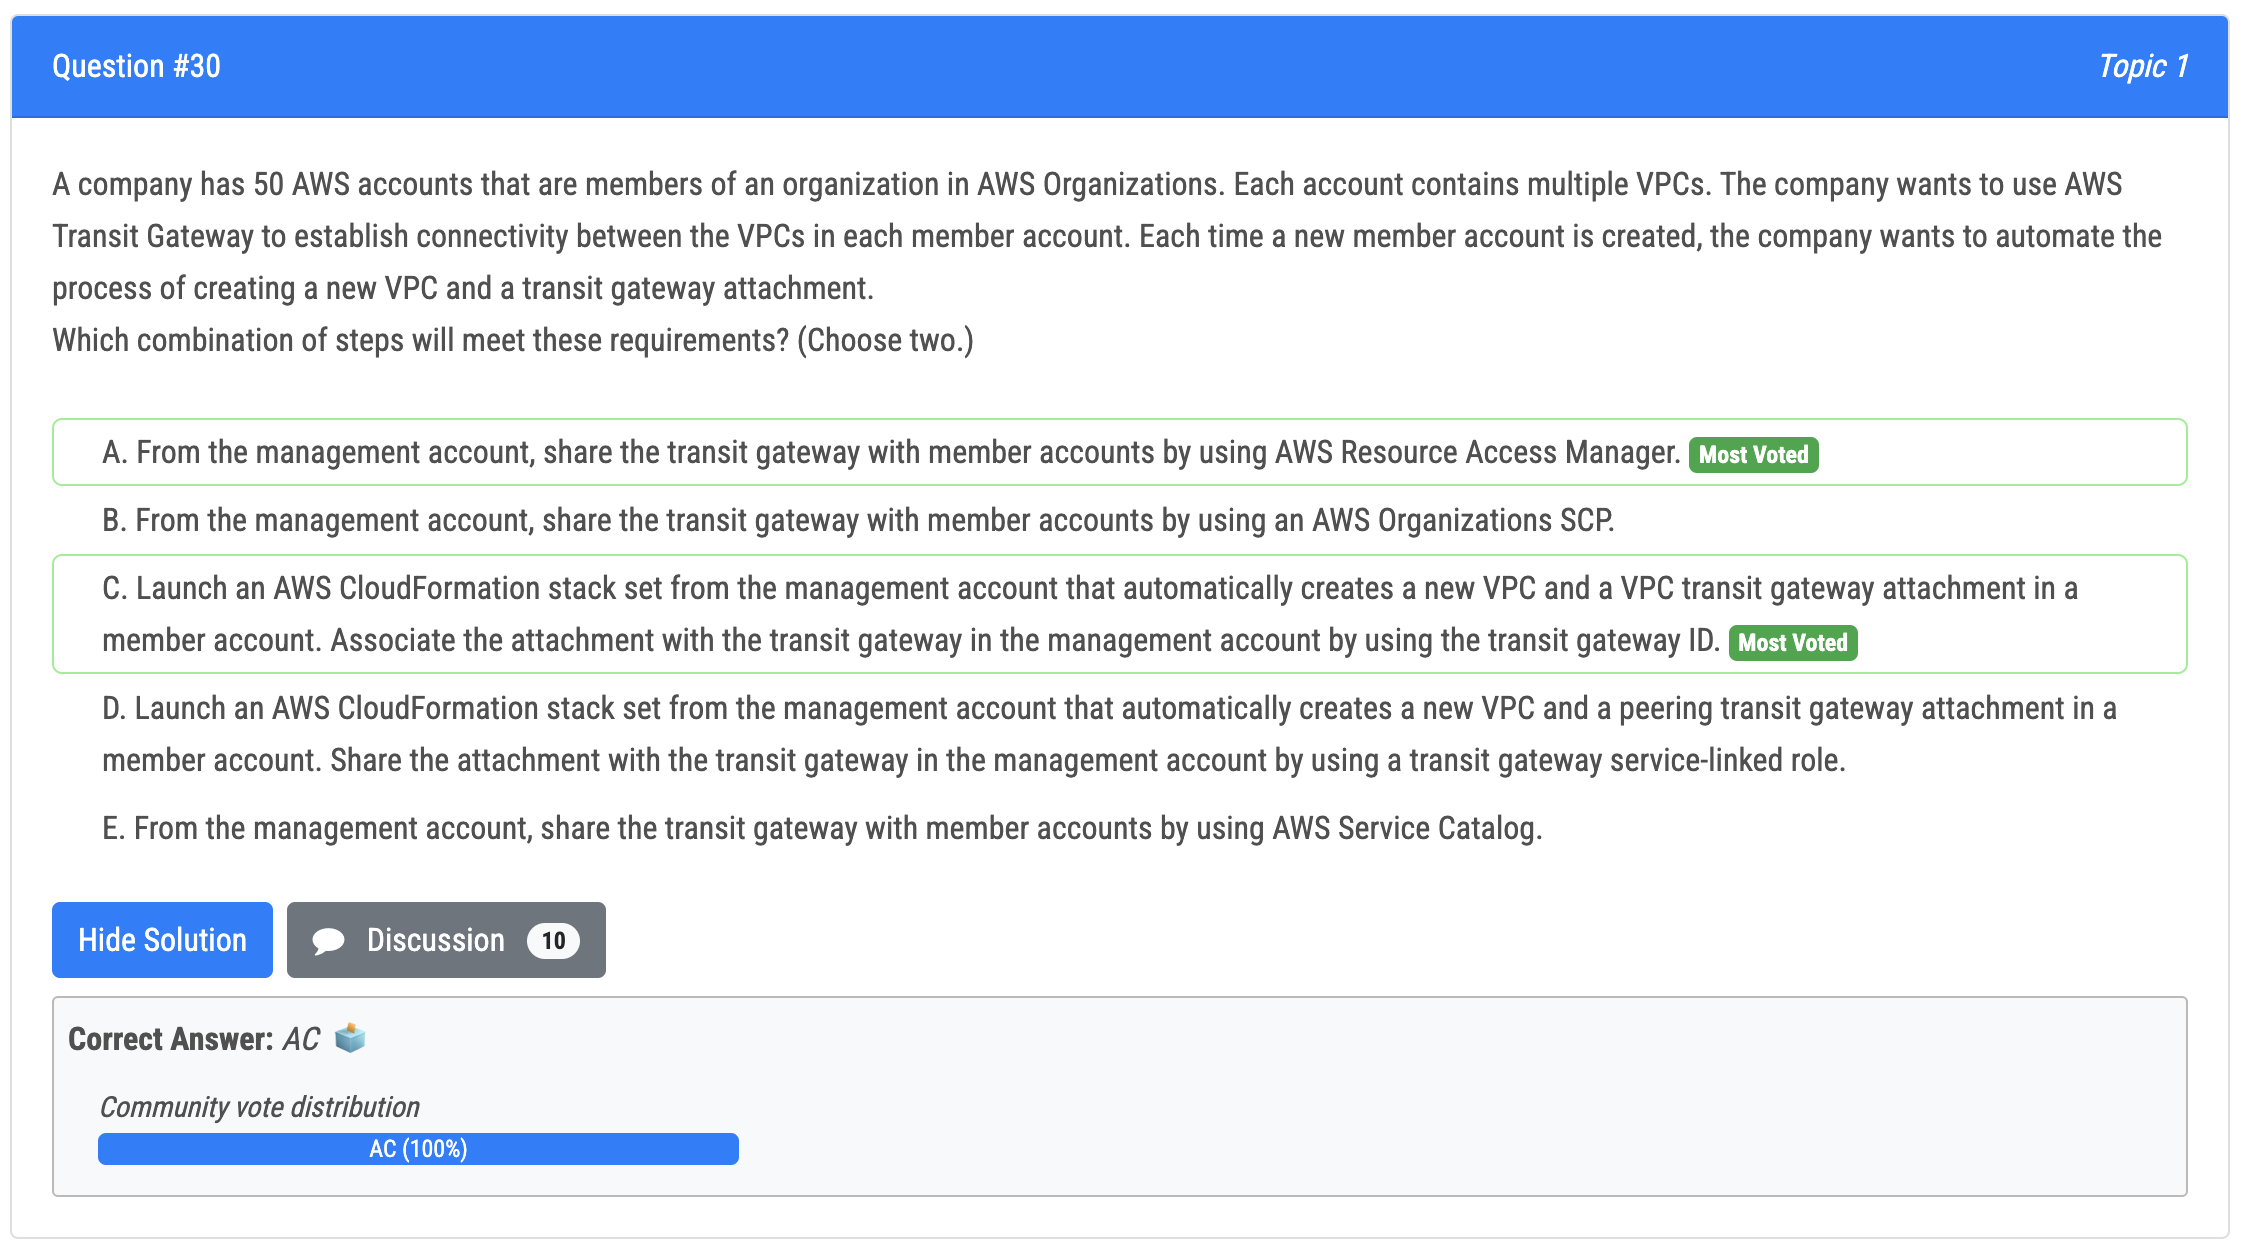 Question #30
Topic 1
A company has 50 AWS accounts that are members of an organization in AWS Organizations. Each account contains multiple VPCs. The company wants to use AWS
Transit Gateway to establish connectivity between the VPCs in each member account. Each time a new member account is created, the company wants to automate the
process of creating a new VPC and a transit gateway attachment.
Which combination of steps will meet these requirements? (Choose two.)
A. From the management account, share the transit gateway with member accounts by using AWS Resource Access Manager. Most Voted
B. From the management account, share the transit gateway with member accounts by using an AWS Organizations SCP.
C. Launch an AWS CloudFormation stack set from the management account that automatically creates a new VPC and a VPC transit gateway attachment in a
member account. Associate the attachment with the transit gateway in the management account by using the transit gateway ID. Most Voted
D. Launch an AWS CloudFormation stack set from the management account that automatically creates a new VPC and a peering transit gateway attachment in a
member account. Share the attachment with the transit gateway in the management account by using a transit gateway service-linked role.
E. From the management account, share the transit gateway with member accounts by using AWS Service Catalog.
Hide Solution
Discussion 10
Correct Answer: AC
Community vote distribution
AC (100%)